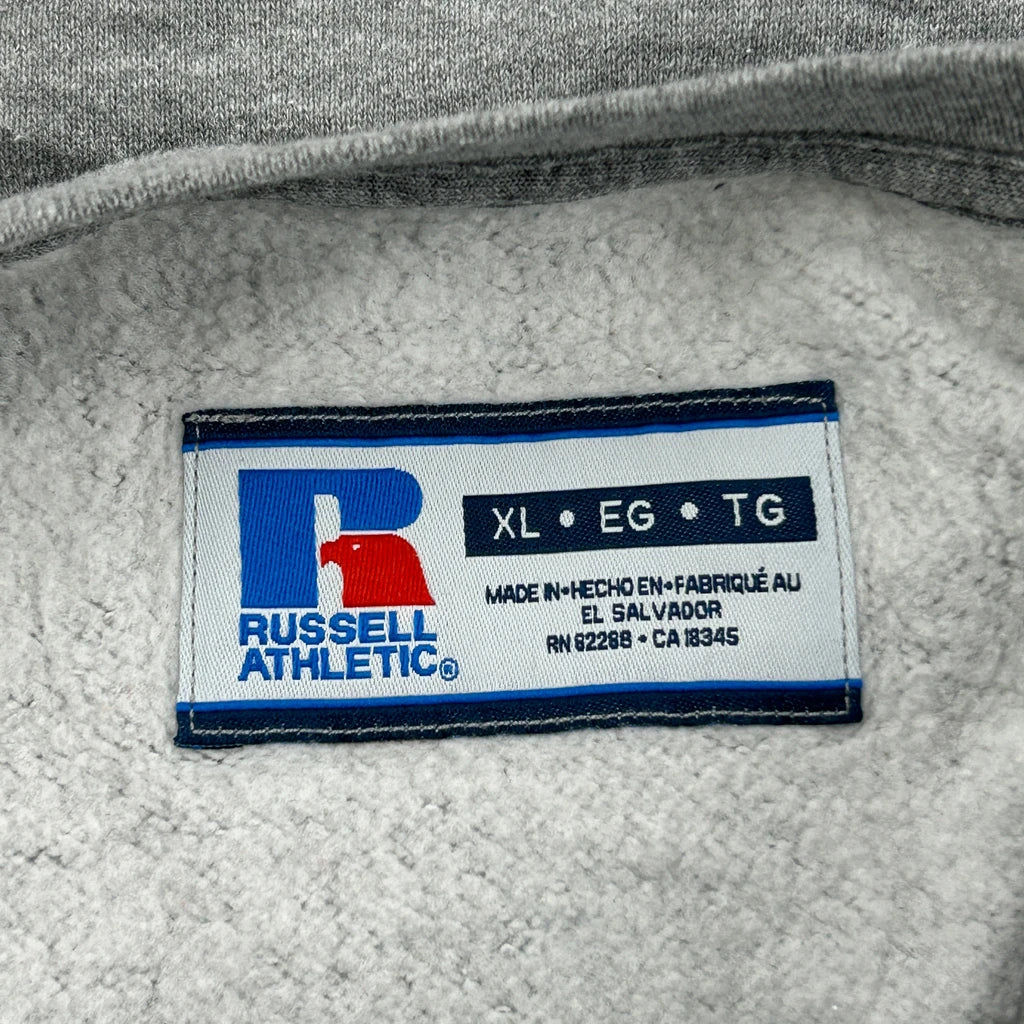 R
RUSSELL
ATHLETIC®
XL • EG • TG
MADE IN•HECHO EN•FABRIQUÉ AU
EL SALVADOR
RN 82288 • CA 18345